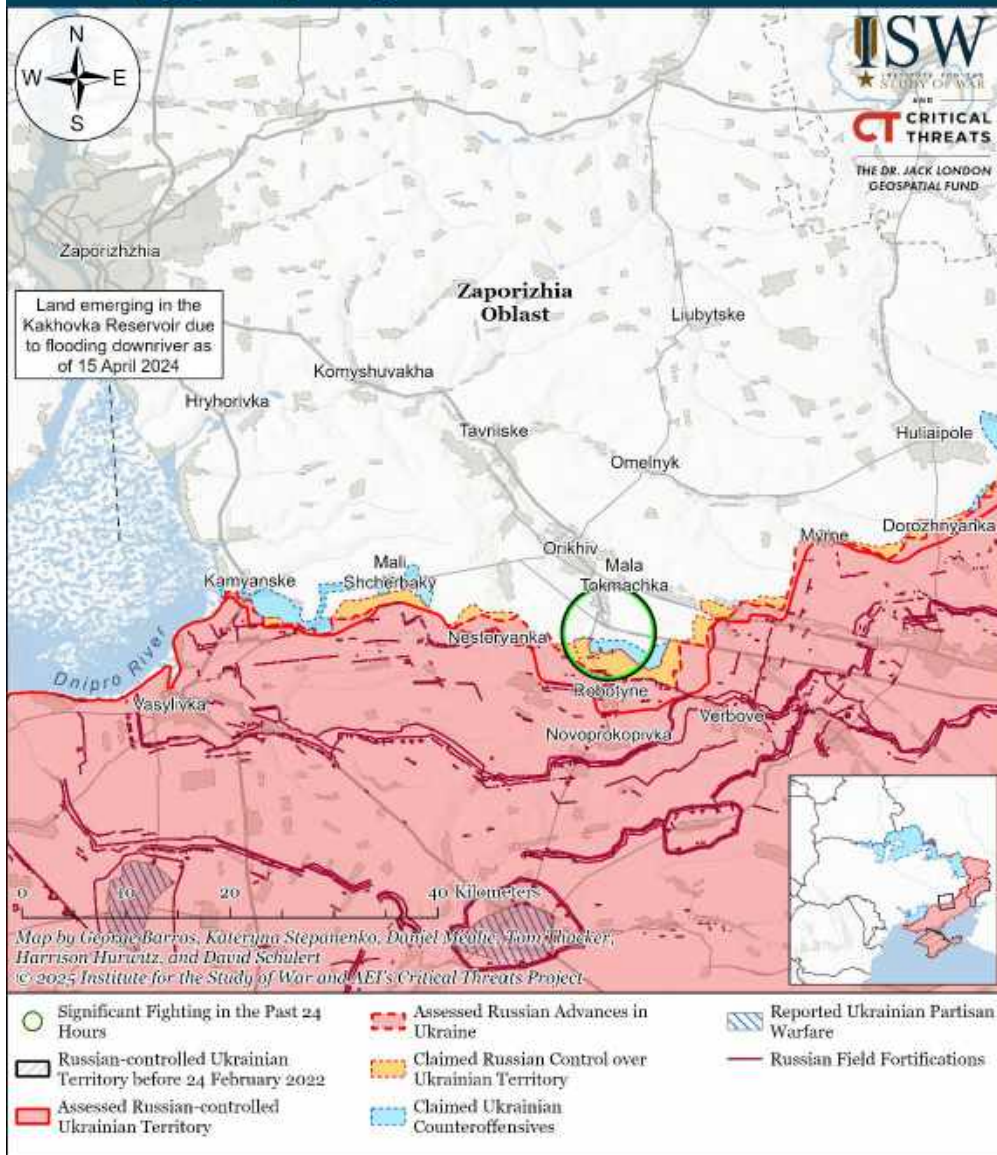 N
W E
S
ISW
INSTITUTE FOR THE
STUDY OF WAR
AND
CT CRITICAL
THREATS
THE DR. JACK LONDON
GEOSPATIAL FUND
Zaporizhzhia
Land emerging in the
Kakhovka Reservoir due
to flooding downriver as
of 15 April 2024
Zaporizhia
Oblast
Liubytske
Komyshuvakha
Hryhorivka
Tavriiske
Huliaipole
Omelnyk
Dorozhnyanka
Myrne
Orikhiv
Mali
Shcherbaky
Mala
Tokmachka
Kamyanske
Nesteryanka
Dnipro River
Robotyne
Vasylivka
Verbove
Novoprokopivka
0 10 20 40 Kilometers
Map by George Barros, Kateryna Stepanenko, Daniel Mealie, Tom Thacker,
Harrison Hurwitz, and David Schulert
© 2025 Institute for the Study of War and AEI's Critical Threats Project
Significant Fighting in the Past 24
Hours
Russian-controlled Ukrainian
Territory before 24 February 2022
Assessed Russian-controlled
Ukrainian Territory
Assessed Russian Advances in
Ukraine
Claimed Russian Control over
Ukrainian Territory
Claimed Ukrainian
Counteroffensives
Reported Ukrainian Partisan
Warfare
Russian Field Fortifications